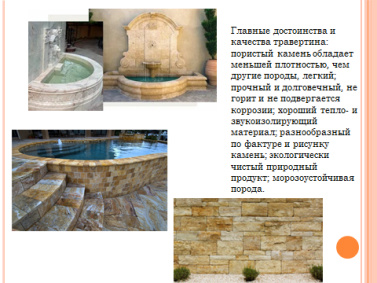 Главные достоинства и
качества травертина:
пористый камень обладает
меньшей плотностью, чем
другие породы, легкий;
прочный и долговечный, не
горит и не подвергается
коррозии; хороший тепло- и
звукоизолирующий
материал; разнообразный
по фактуре и рисунку
камень; экологически
чистый природный
продукт; морозоустойчивая
порода.